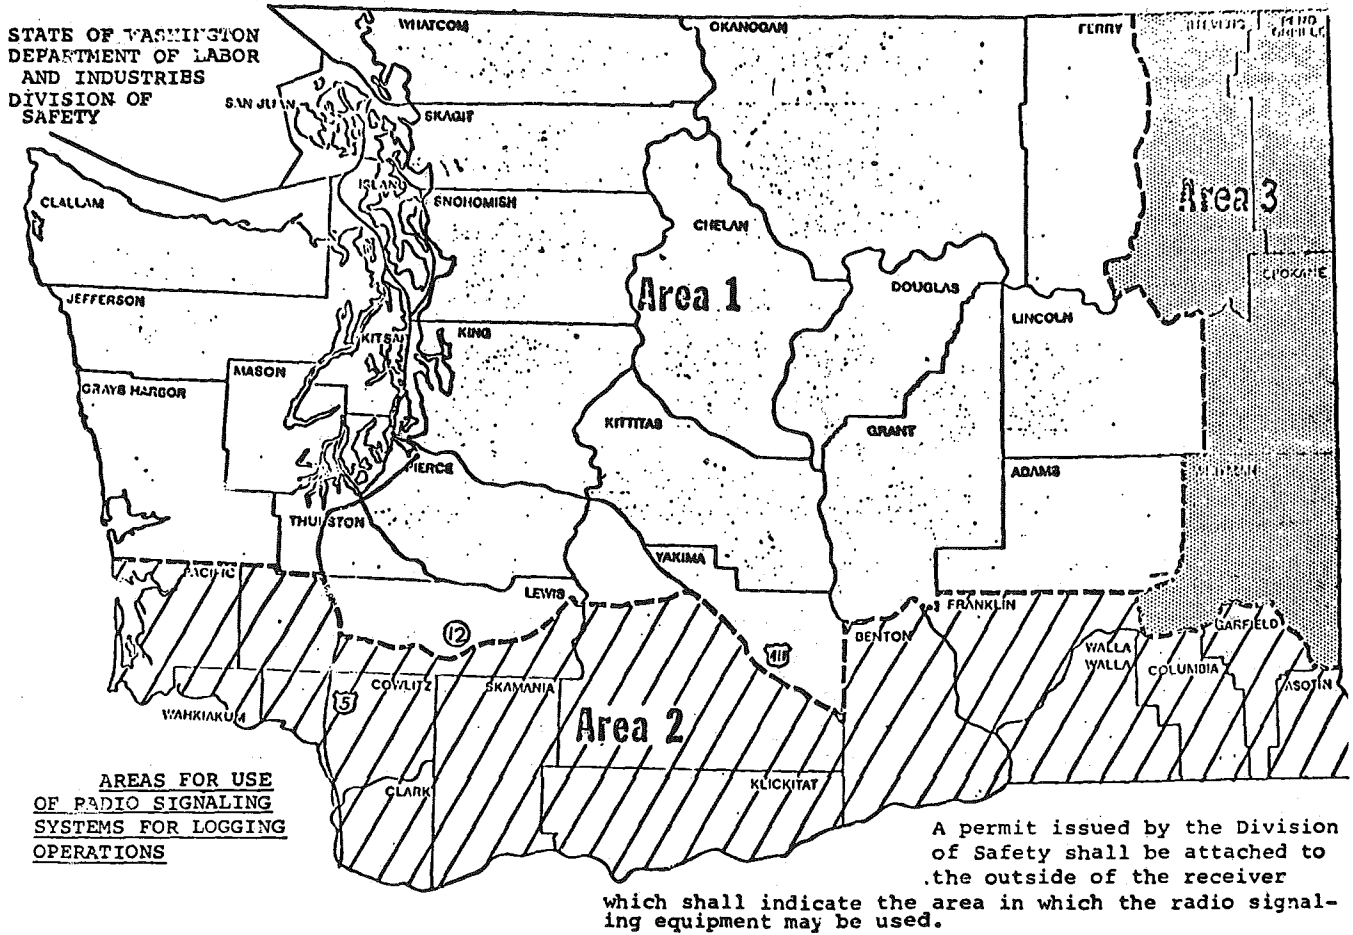 STATE OF WASHINGTON
DEPARTMENT OF LABOR
AND INDUSTRIES
DIVISION OF
SAFETY
WHATCOM
OKANOGAN
FERRY
STEVENS
PEND
OREILLE
SAN JUAN
SKAGIT
ISLAND
SNOHOMISH
CLALLAM
Area 3
CHELAN
SPOKANE
JEFFERSON
Area 1
DOUGLAS
LINCOLN
KITSAP
KING
MASON
GRAYS HARBOR
KITTITAS
GRANT
PIERCE
ADAMS
WHITMAN
THURSTON
YAKIMA
PACIFIC
LEWIS
FRANKLIN
12
BENTON
GARFIELD
410
WALLA
WALLA
COLUMBIA
COWLITZ
SKAMANIA
ASOTIN
5
WAHKIAKUM
Area 2
CLARK
KLICKITAT
AREAS FOR USE
OF RADIO SIGNALING
SYSTEMS FOR LOGGING
OPERATIONS
A permit issued by the Division
of Safety shall be attached to
.the outside of the receiver
which shall indicate the area in which the radio signal-
ing equipment may be used.